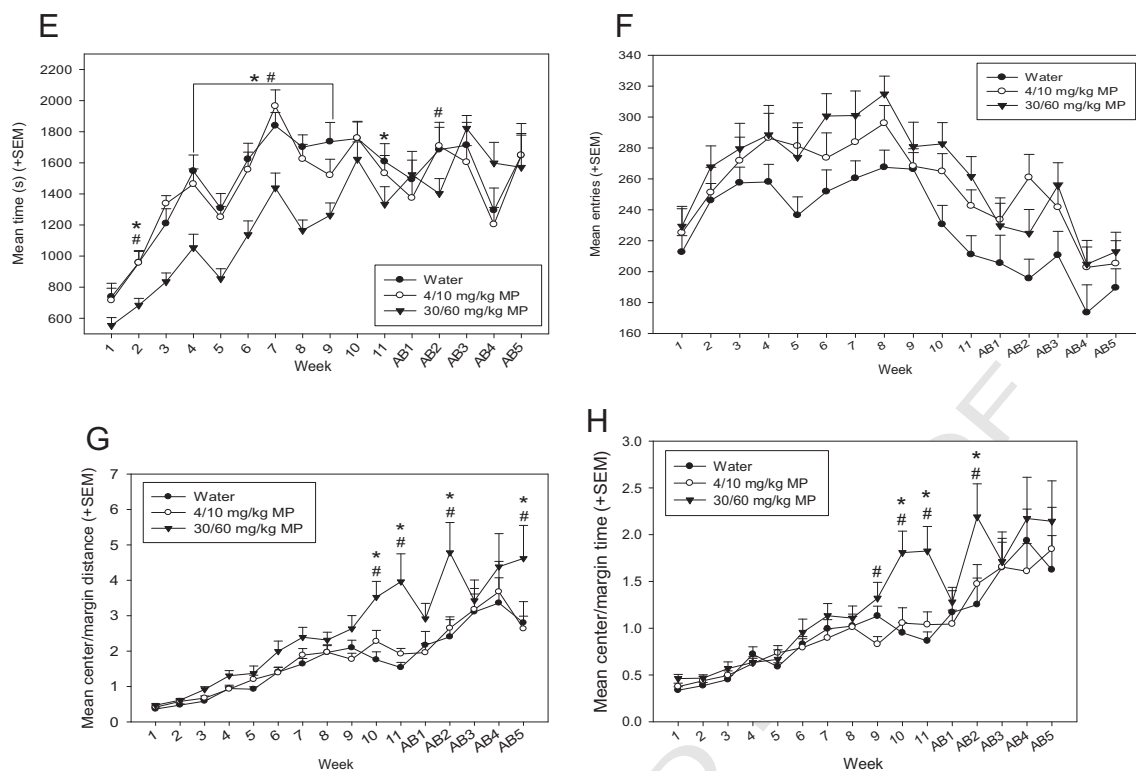 E
Mean time (s) (+SEM)
2200
2000
1800
1600
1400
1200
1000
800
600
* #
*
#
*
#
Water
4/10 mg/kg MP
30/60 mg/kg MP
1 2 3 4 5 6 7 8 9 10 11 AB1 AB2 AB3 AB4 AB5
Week
F
Mean entries (+SEM)
340
320
300
280
260
240
220
200
180
160
Water
4/10 mg/kg MP
30/60 mg/kg MP
1 2 3 4 5 6 7 8 9 10 11 AB1 AB2 AB3 AB4 AB5
Week
G
Mean center/margin distance (+SEM)
7
6
5
4
3
2
1
0
Water
4/10 mg/kg MP
30/60 mg/kg MP
*
#
*
#
*
#
*
#
1 2 3 4 5 6 7 8 9 10 11 AB1 AB2 AB3 AB4 AB5
Week
H
Mean center/margin time (+SEM)
3.0
2.5
2.0
1.5
1.0
0.5
0.0
Water
4/10 mg/kg MP
30/60 mg/kg MP
#
*
#
*
#
*
#
1 2 3 4 5 6 7 8 9 10 11 AB1 AB2 AB3 AB4 AB5
Week